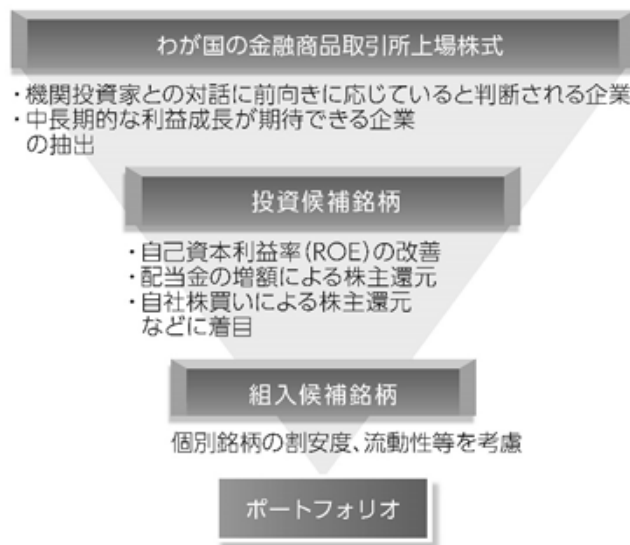 わが国の金融商品取引所上場株式
・機関投資家との対話に前向きに応じていると判断される企業
・中長期的な利益成長が期待できる企業
の抽出
投資候補銘柄
・自己資本利益率(ROE)の改善
・配当金の増額による株主還元
・自社株買いによる株主還元
などに着目
組入候補銘柄
個別銘柄の割安度、流動性等を考慮
ポートフォリオ